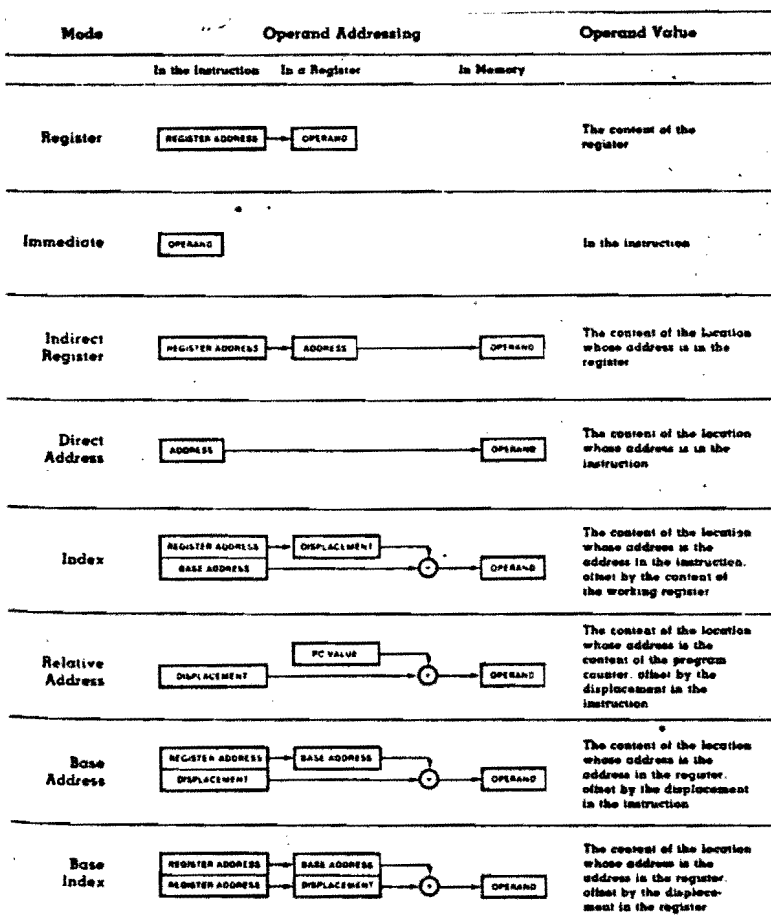 Mode Operand Addressing Operand Value
In the Instruction In a Register In Memory
Register
REGISTER ADDRESS OPERAND
The content of the
register
Immediate
OPERAND
In the instruction
Indirect
Register
REGISTER ADDRESS ADDRESS OPERAND
The content of the location
whose address is in the
register
Direct
Address
ADDRESS OPERAND
The content of the location
whose address is in the
instruction
Index
REGISTER ADDRESS DISPLACEMENT
BASE ADDRESS OPERAND
The content of the location
whose address is the
address in the instruction,
offset by the content of
the working register
Relative
Address
PC VALUE
DISPLACEMENT OPERAND
The content of the location
whose address is the
content of the program
counter, offset by the
displacement in the
instruction
Base
Address
REGISTER ADDRESS BASE ADDRESS
DISPLACEMENT OPERAND
The content of the location
whose address is the
address in the register,
offset by the displacement
in the instruction
Base
Index
REGISTER ADDRESS BASE ADDRESS
REGISTER ADDRESS DISPLACEMENT OPERAND
The content of the location
whose address is the
address in the register,
offset by the displace-
ment in the register